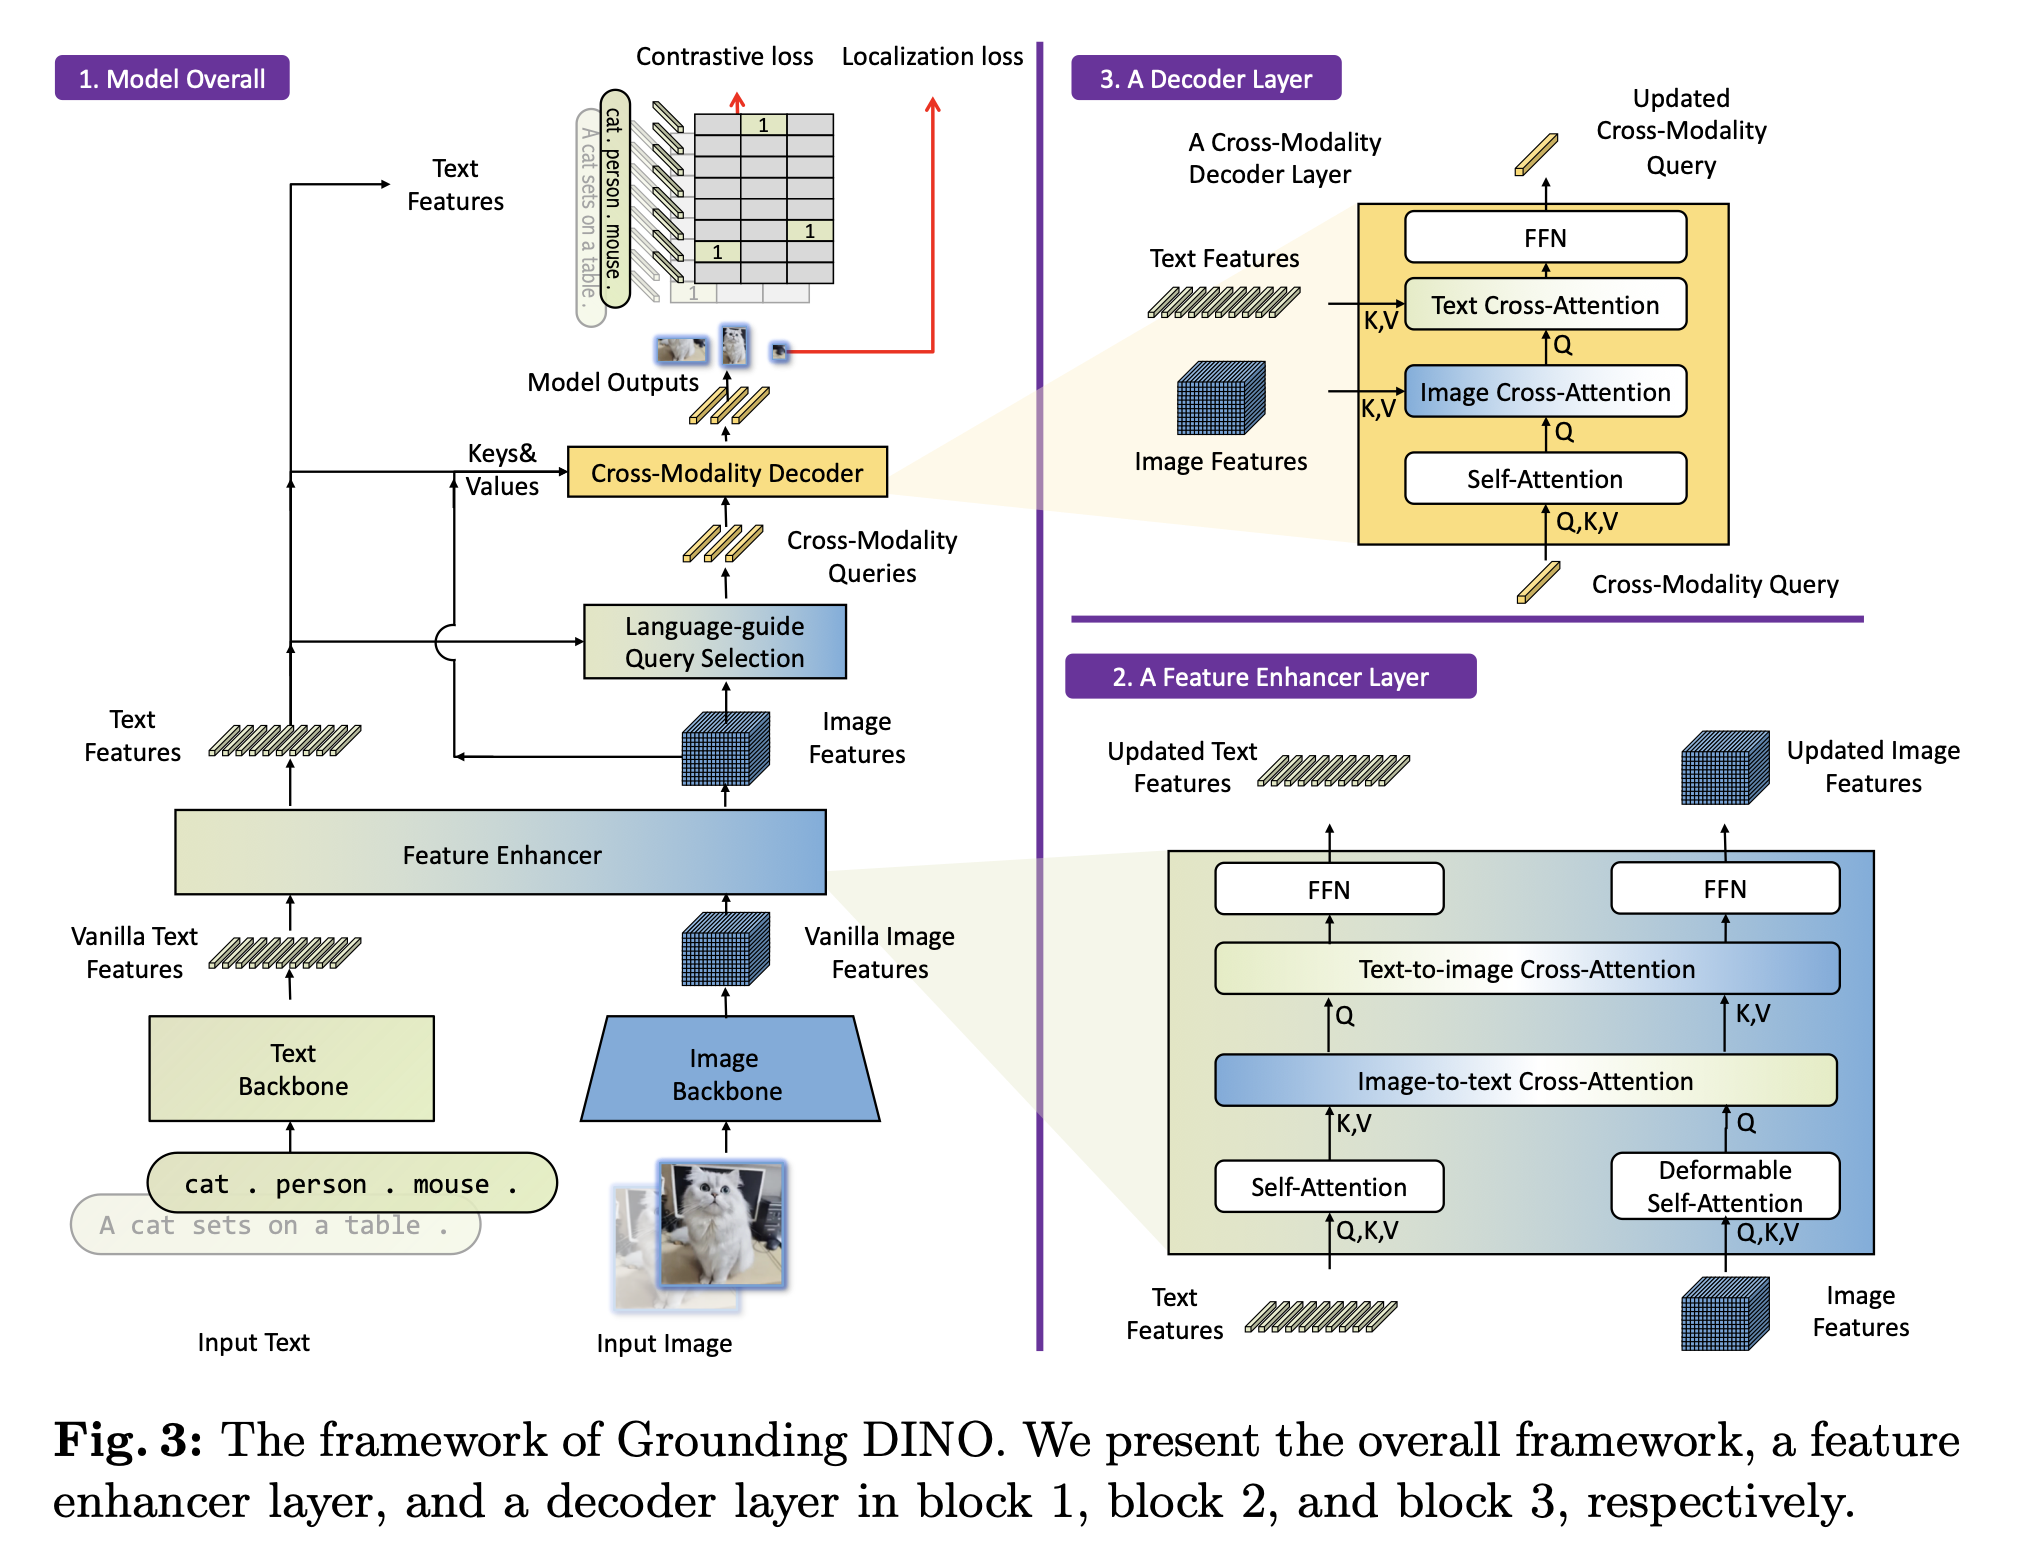 1. Model Overall
Contrastive loss
Localization loss
cat . person . mouse .
A cat sets on a table .
1
1
1
1
Text
Features
Model Outputs
Keys&
Values
Cross-Modality Decoder
Cross-Modality
Queries
Language-guide
Query Selection
Text
Features
Image
Features
Feature Enhancer
Vanilla Text
Features
Vanilla Image
Features
Text
Backbone
Image
Backbone
cat . person . mouse .
A cat sets on a table .
Input Text
Input Image
3. A Decoder Layer
A Cross-Modality
Decoder Layer
Updated
Cross-Modality
Query
FFN
Text Features
Text Cross-Attention
K,V
Q
Image Cross-Attention
K,V
Q
Image Features
Self-Attention
Q,K,V
Cross-Modality Query
2. A Feature Enhancer Layer
Updated Text
Features
Updated Image
Features
FFN
FFN
Text-to-image Cross-Attention
Q
K,V
Image-to-text Cross-Attention
K,V
Q
Self-Attention
Deformable
Self-Attention
Q,K,V
Q,K,V
Text
Features
Image
Features
Fig. 3: The framework of Grounding DINO. We present the overall framework, a feature
enhancer layer, and a decoder layer in block 1, block 2, and block 3, respectively.